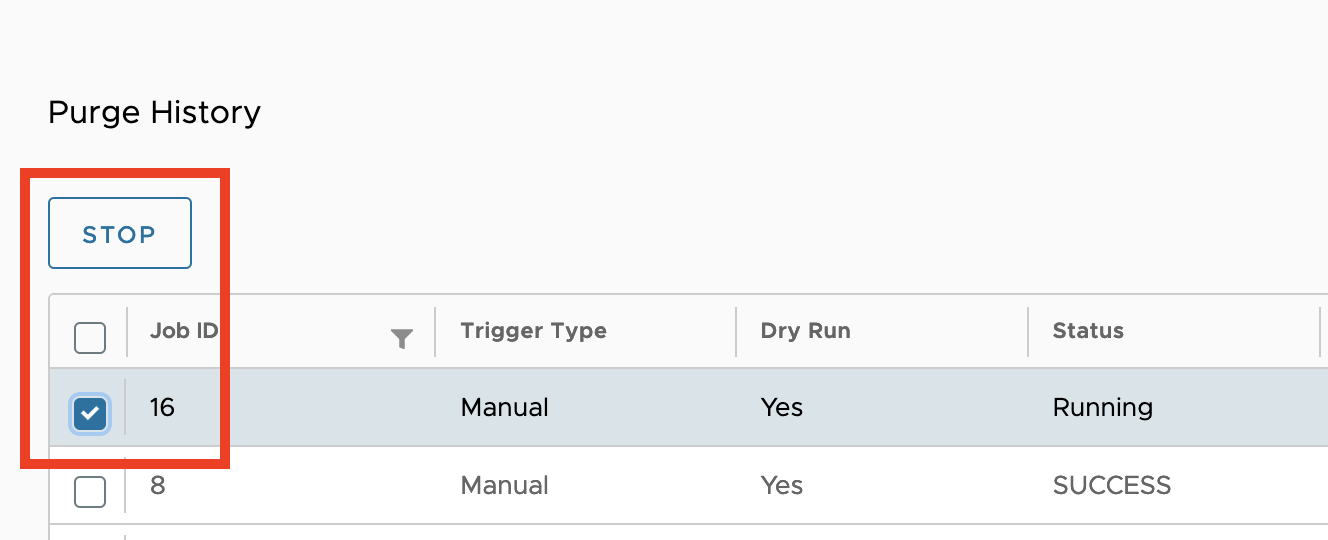 Purge History
STOP
Job ID Trigger Type Dry Run Status
16 Manual Yes Running
8 Manual Yes SUCCESS